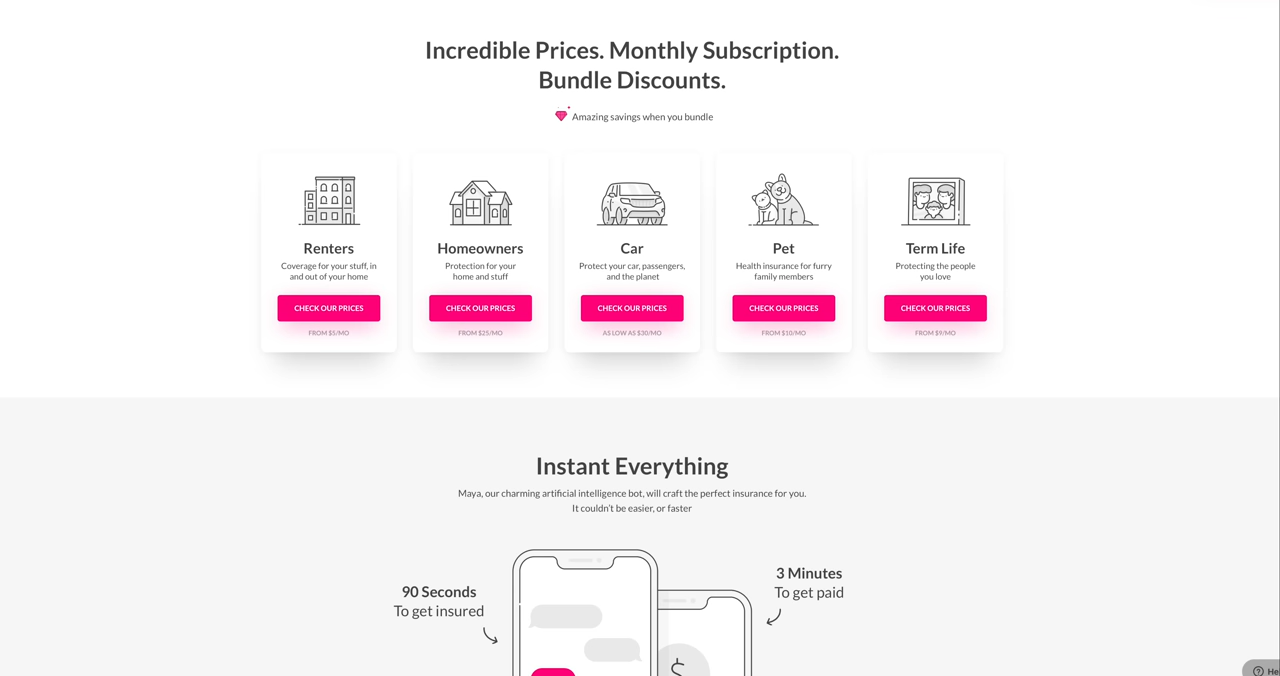 Incredible Prices. Monthly Subscription.
Bundle Discounts.
Amazing savings when you bundle
Renters
Coverage for your stuff, in
and out of your home
CHECK OUR PRICES
FROM $5/MO
Homeowners
Protection for your
home and stuff
CHECK OUR PRICES
FROM $25/MO
Car
Protect your car, passengers,
and the planet
CHECK OUR PRICES
AS LOW AS $30/MO
Pet
Health insurance for furry
family members
CHECK OUR PRICES
FROM $10/MO
Term Life
Protecting the people
you love
CHECK OUR PRICES
FROM $9/MO
Instant Everything
Maya, our charming artificial intelligence bot, will craft the perfect insurance for you.
It couldn't be easier, or faster
90 Seconds
To get insured
3 Minutes
To get paid
$
He